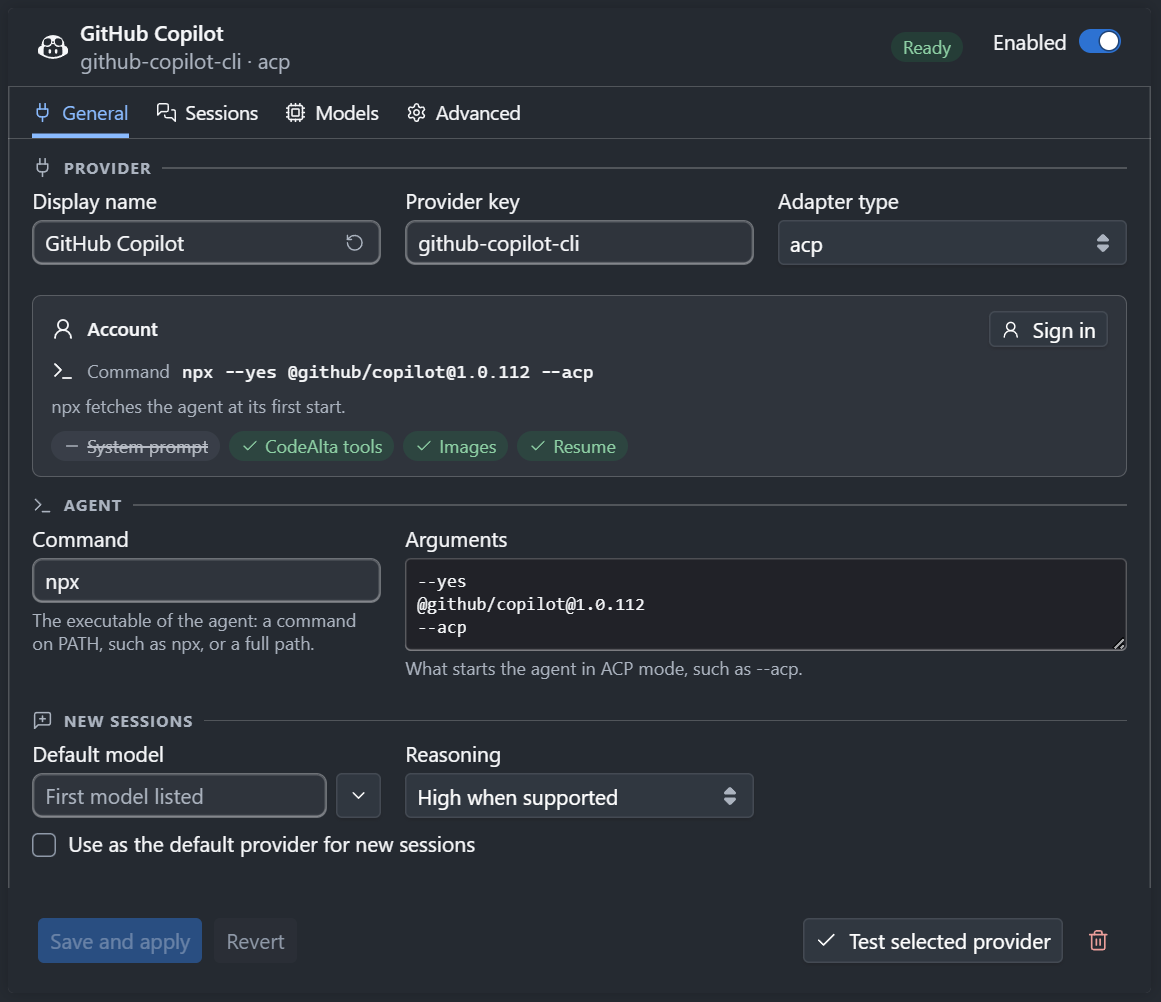 GitHub Copilot
github-copilot-cli · acp
Ready
Enabled
General
Sessions
Models
Advanced
PROVIDER
Display name
Provider key
Adapter type
GitHub Copilot
github-copilot-cli
acp
Account
Sign in
Command npx --yes @github/copilot@1.0.112 --acp
npx fetches the agent at its first start.
System prompt
CodeAlta tools
Images
Resume
AGENT
Command
Arguments
npx
--yes
@github/copilot@1.0.112
--acp
The executable of the agent: a command
on PATH, such as npx, or a full path.
What starts the agent in ACP mode, such as --acp.
NEW SESSIONS
Default model
Reasoning
First model listed
High when supported
Use as the default provider for new sessions
Save and apply
Revert
Test selected provider